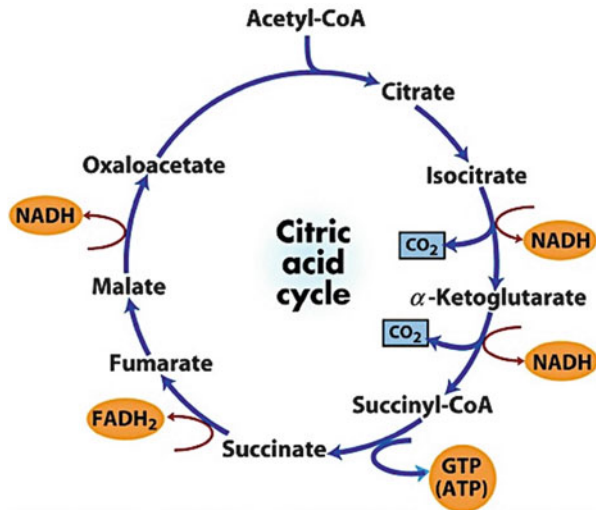 Acetyl-CoA
Citrate
Isocitrate
CO₂
NADH
α-Ketoglutarate
CO₂
NADH
Succinyl-CoA
GTP
(ATP)
Succinate
FADH₂
Fumarate
Malate
NADH
Oxaloacetate
Citric
acid
cycle